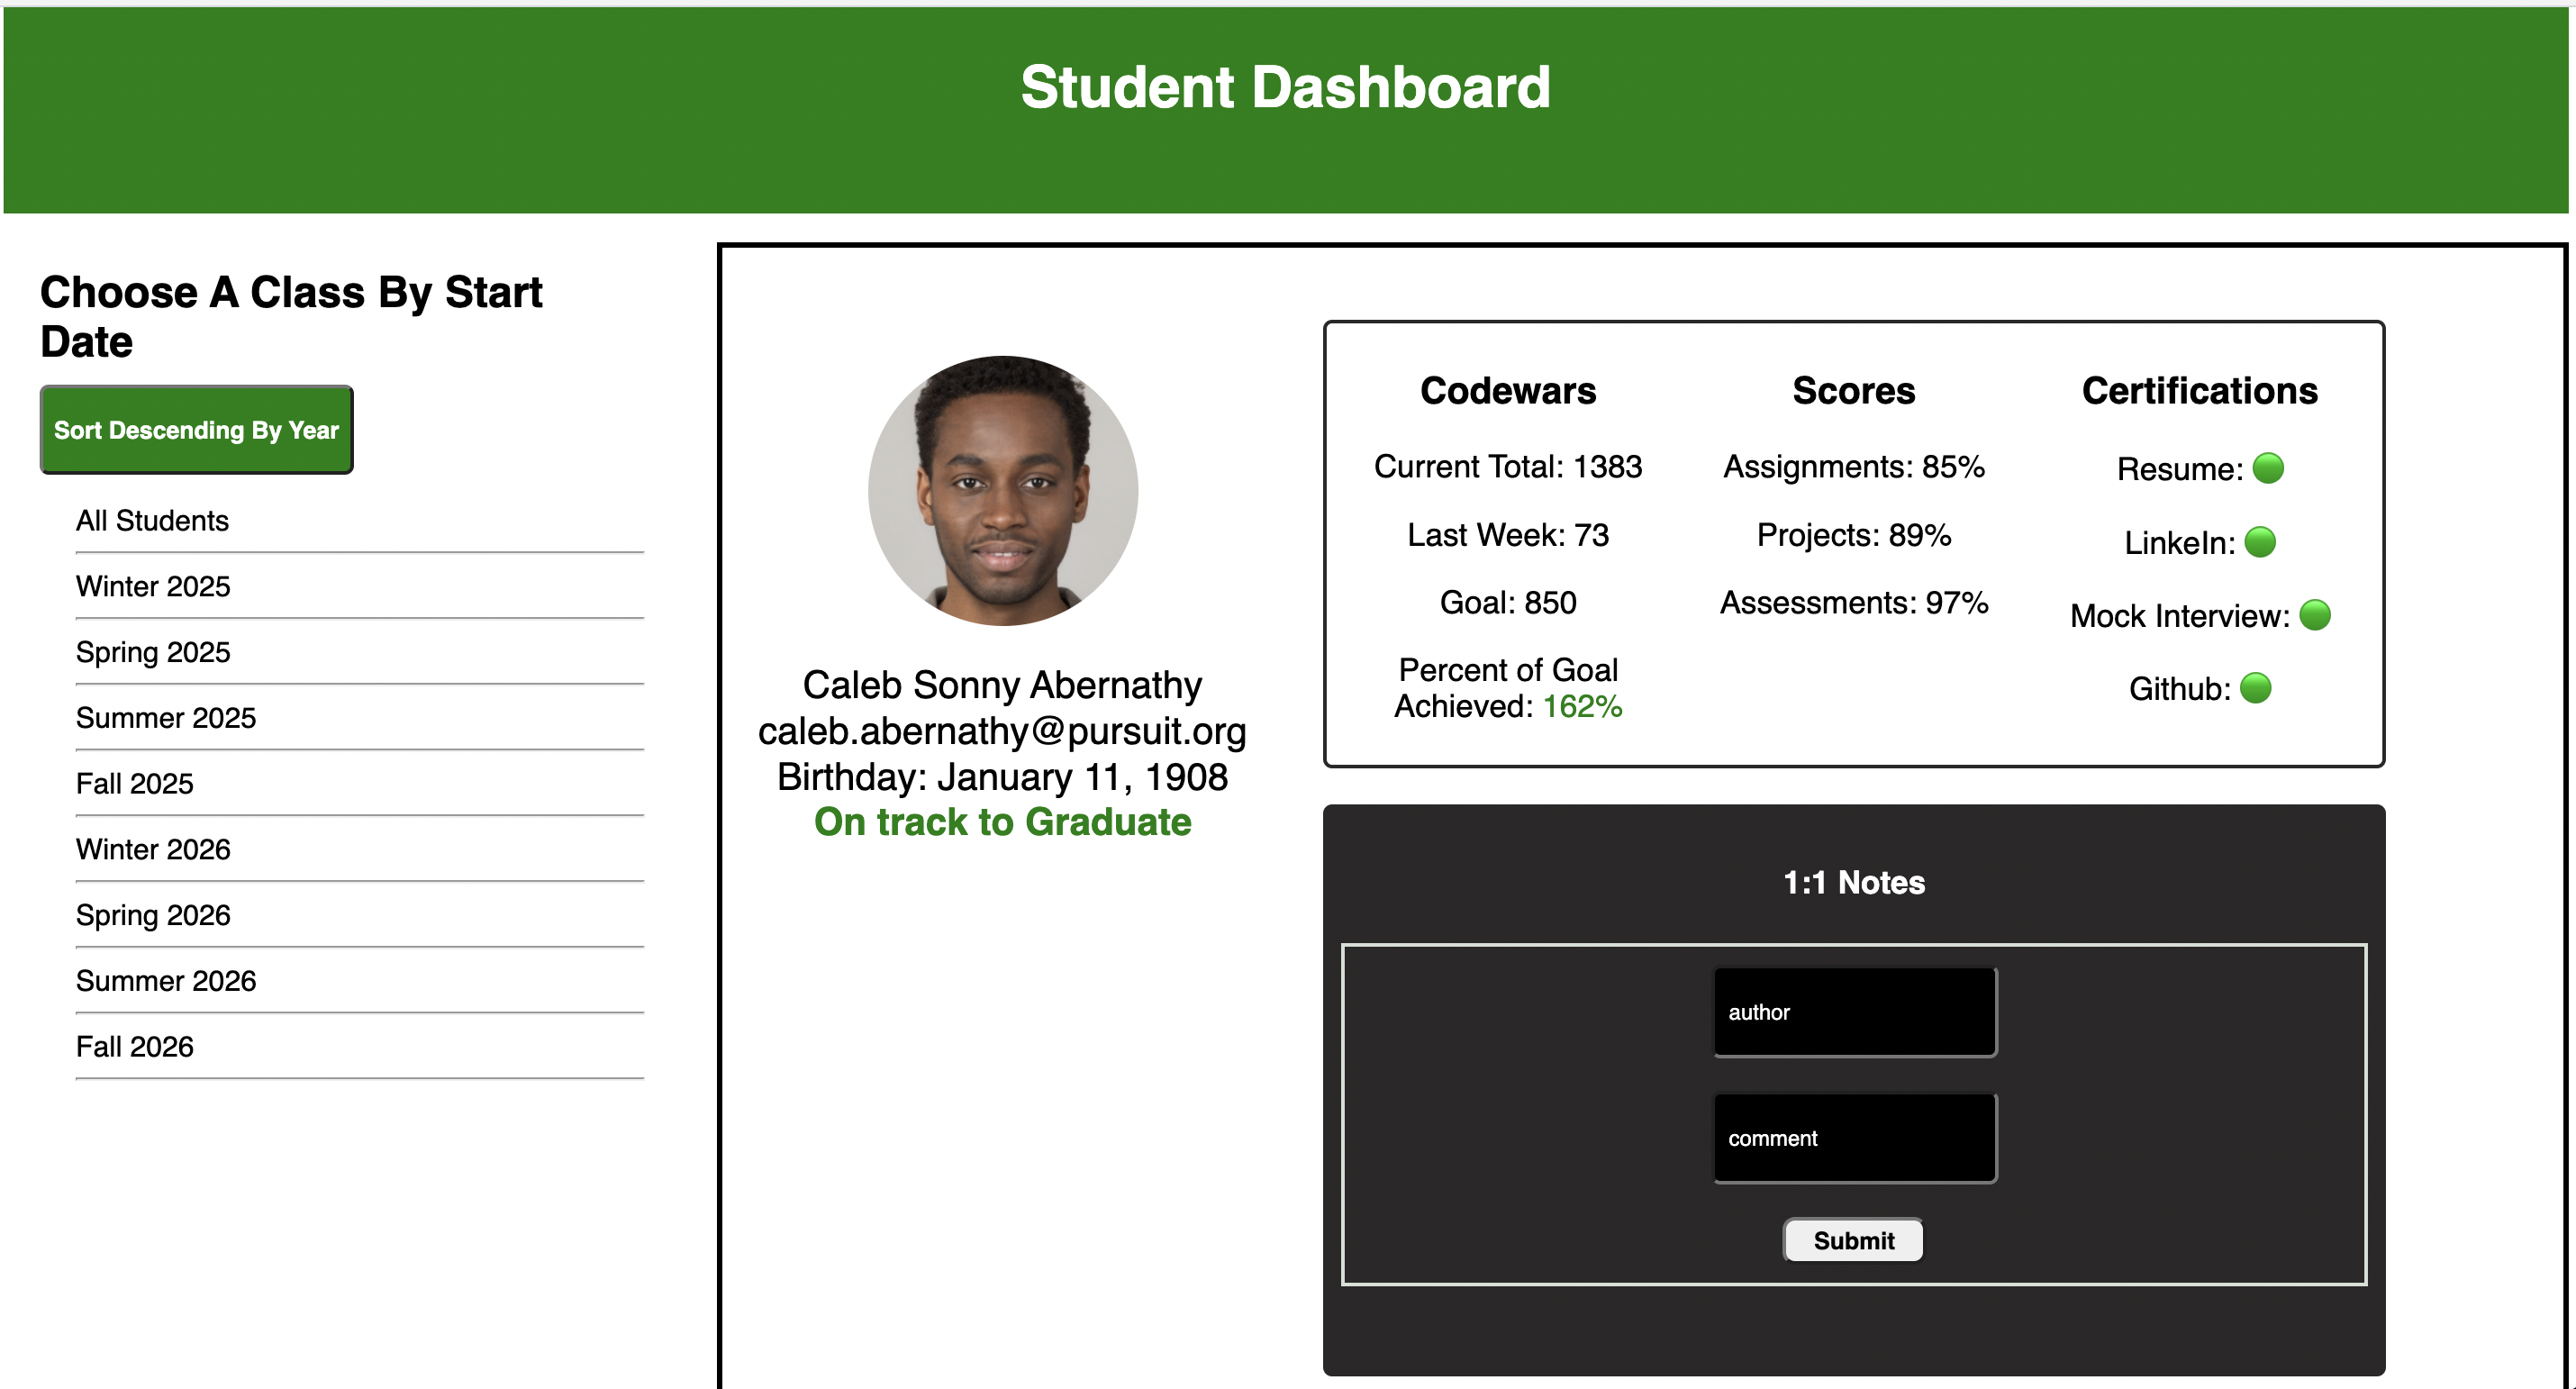 Student Dashboard
Choose A Class By Start
Date
Sort Descending By Year
All Students
Winter 2025
Spring 2025
Summer 2025
Fall 2025
Winter 2026
Spring 2026
Summer 2026
Fall 2026
Caleb Sonny Abernathy
caleb.abernathy@pursuit.org
Birthday: January 11, 1908
On track to Graduate
Codewars
Current Total: 1383
Last Week: 73
Goal: 850
Percent of Goal
Achieved: 162%
Scores
Assignments: 85%
Projects: 89%
Assessments: 97%
Certifications
Resume:
LinkeIn:
Mock Interview:
Github:
1:1 Notes
author
comment
Submit